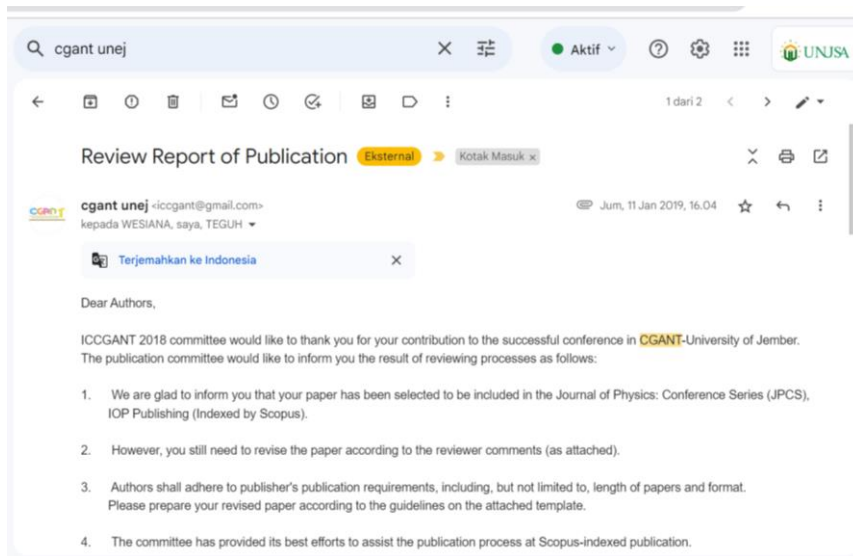 cgant unej
Aktif
UNUSA
1 dari 2
Review Report of Publication Eksternal Kotak Masuk ×
CGANT
cgant unej <iccgant@gmail.com>
Jum, 11 Jan 2019, 16.04
kepada WESIANA, saya, TEGUH
Terjemahkan ke Indonesia
Dear Authors,
ICCGANT 2018 committee would like to thank you for your contribution to the successful conference in CGANT-University of Jember.
The publication committee would like to inform you the result of reviewing processes as follows:
1. We are glad to inform you that your paper has been selected to be included in the Journal of Physics: Conference Series (JPCS),
IOP Publishing (Indexed by Scopus).
2. However, you still need to revise the paper according to the reviewer comments (as attached).
3. Authors shall adhere to publisher's publication requirements, including, but not limited to, length of papers and format.
Please prepare your revised paper according to the guidelines on the attached template.
4. The committee has provided its best efforts to assist the publication process at Scopus-indexed publication.